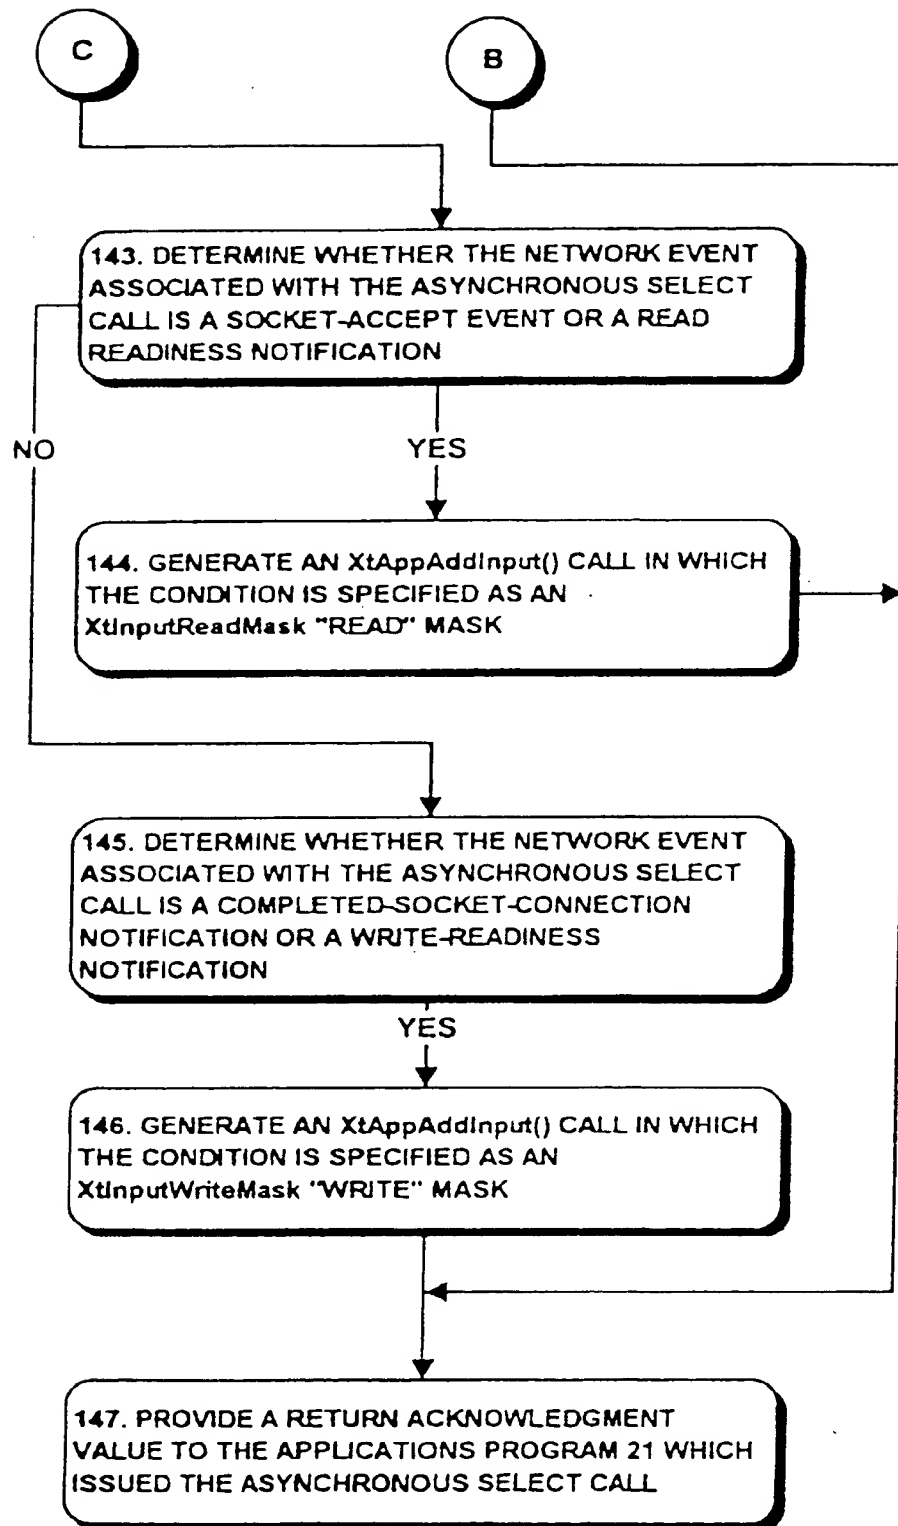 C
B
143. DETERMINE WHETHER THE NETWORK EVENT
ASSOCIATED WITH THE ASYNCHRONOUS SELECT
CALL IS A SOCKET-ACCEPT EVENT OR A READ
READINESS NOTIFICATION
NO
YES
144. GENERATE AN XtAppAddInput() CALL IN WHICH
THE CONDITION IS SPECIFIED AS AN
XtInputReadMask "READ" MASK
145. DETERMINE WHETHER THE NETWORK EVENT
ASSOCIATED WITH THE ASYNCHRONOUS SELECT
CALL IS A COMPLETED-SOCKET-CONNECTION
NOTIFICATION OR A WRITE-READINESS
NOTIFICATION
YES
146. GENERATE AN XtAppAddInput() CALL IN WHICH
THE CONDITION IS SPECIFIED AS AN
XtInputWriteMask "WRITE" MASK
147. PROVIDE A RETURN ACKNOWLEDGMENT
VALUE TO THE APPLICATIONS PROGRAM 21 WHICH
ISSUED THE ASYNCHRONOUS SELECT CALL